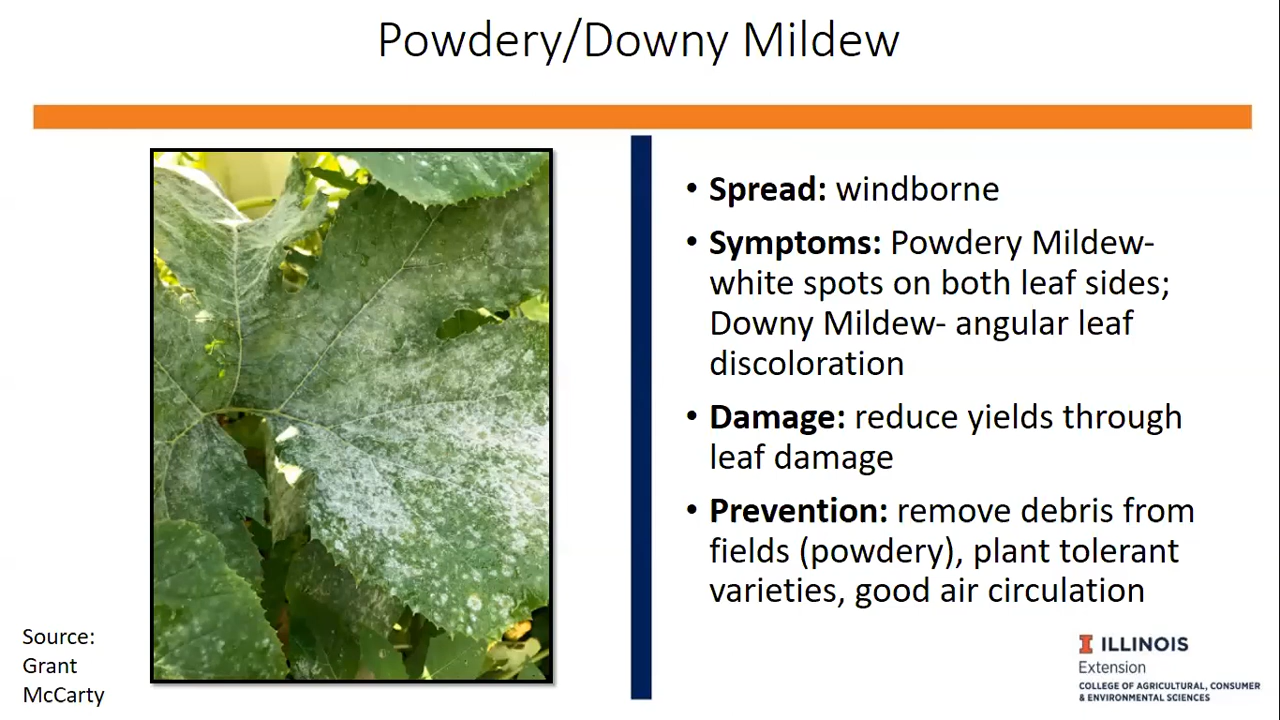 Powdery/Downy Mildew
• Spread: windborne
• Symptoms: Powdery Mildew-
white spots on both leaf sides;
Downy Mildew- angular leaf
discoloration
• Damage: reduce yields through
leaf damage
• Prevention: remove debris from
fields (powdery), plant tolerant
varieties, good air circulation
Source:
Grant
McCarty
I ILLINOIS
Extension
COLLEGE OF AGRICULTURAL, CONSUMER
& ENVIRONMENTAL SCIENCES